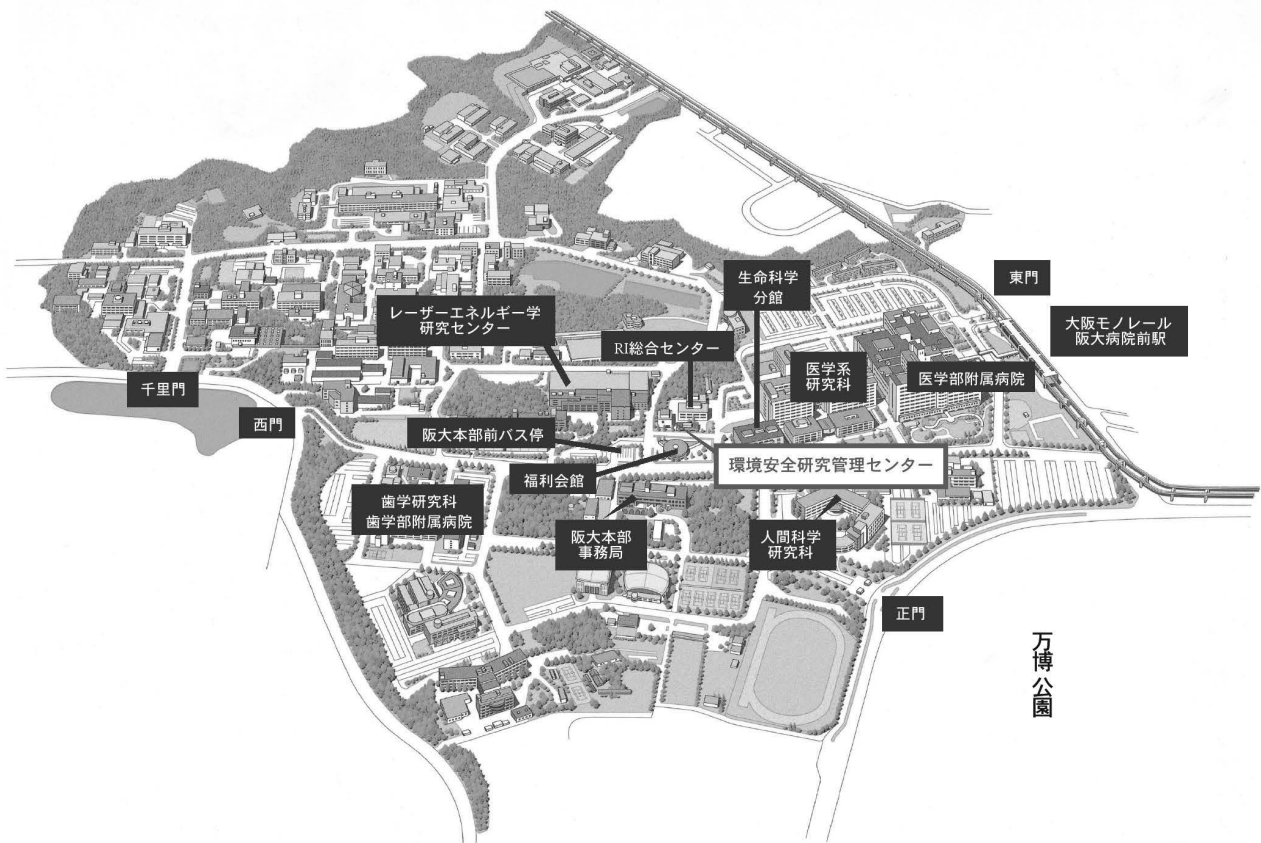 生命科学
分館
東門
大阪モノレール
阪大病院前駅
レーザーエネルギー学
研究センター
RI総合センター
医学系
研究科
医学部附属病院
千里門
西門
阪大本部前バス停
環境安全研究管理センター
福利会館
歯学研究科
歯学部附属病院
阪大本部
事務局
人間科学
研究科
正門
万博公園